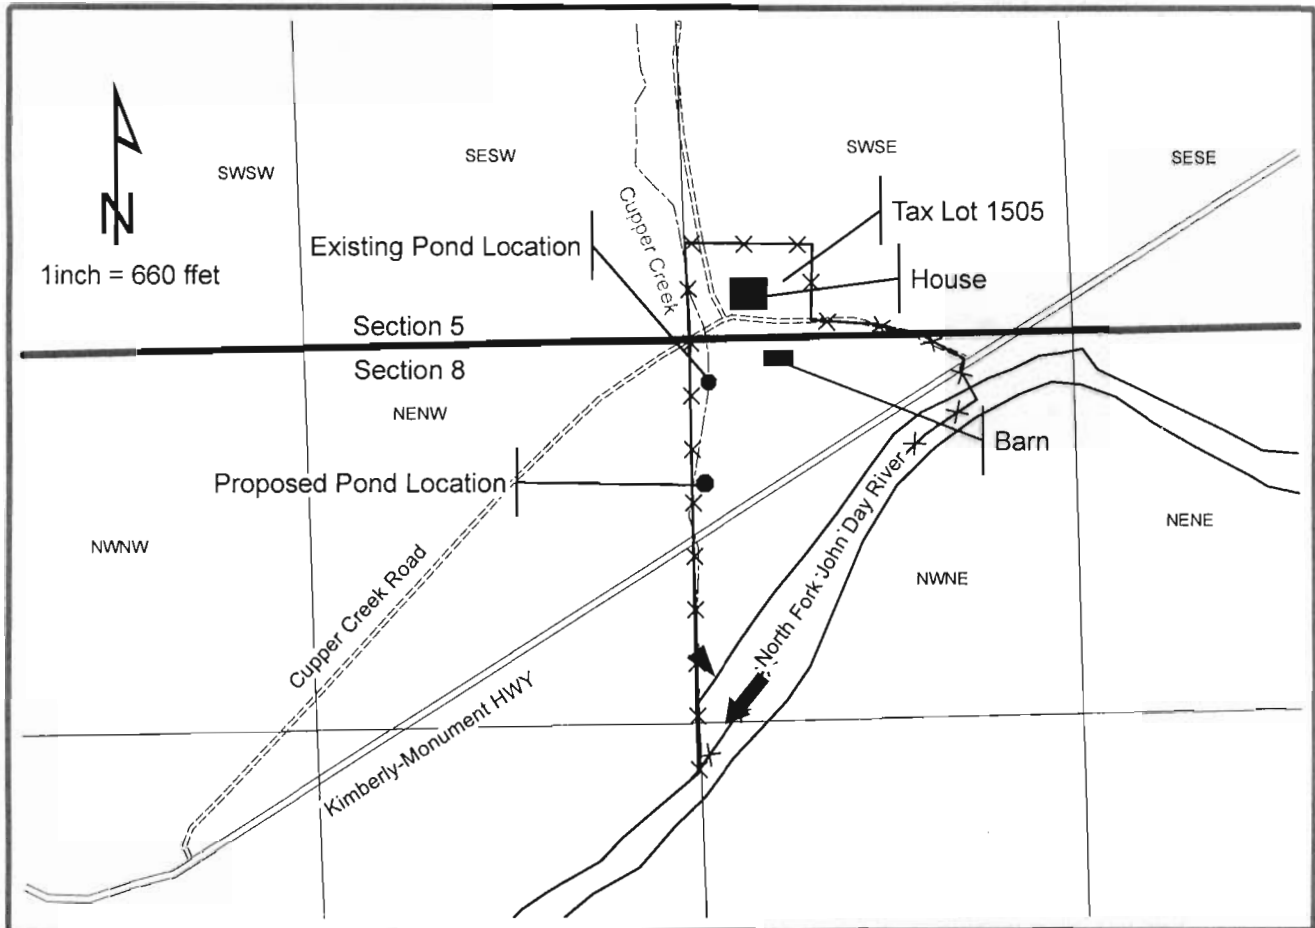 SWSW
SESW
SWSE
SESE
N
1inch = 660 ffet
Existing Pond Location
Cupper Creek
Tax Lot 1505
House
Section 5
Section 8
NENW
Barn
Proposed Pond Location
NWNW
North Fork John Day River
NENE
NWNE
Cupper Creek Road
Kimberly-Monument HWY